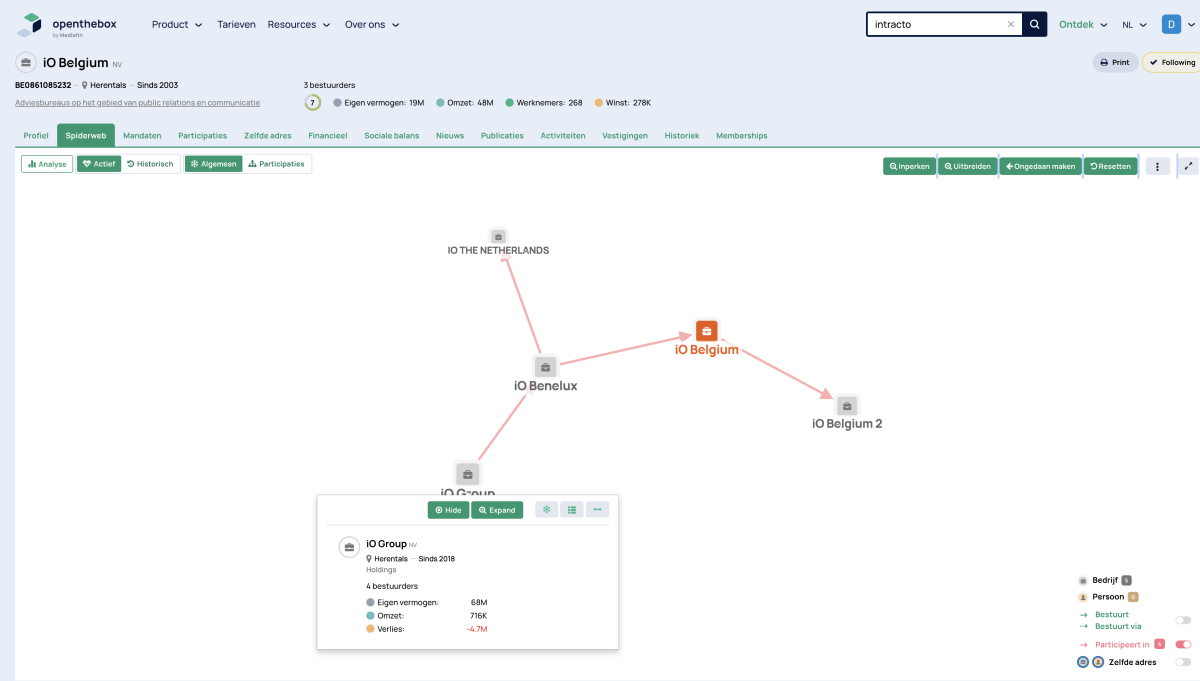 openthebox
by Mediafin
Product
Tarieven
Resources
Over ons
intracto
Ontdek
NL
D
iO Belgium NV
Print
Following
BE0861085232 — Herentals — Sinds 2003
Adviesbureaus op het gebied van public relations en communicatie
3 bestuurders
7
Eigen vermogen: 19M
Omzet: 48M
Werknemers: 268
Winst: 278K
Profiel
Spiderweb
Mandaten
Participaties
Zelfde adres
Financieel
Sociale balans
Nieuws
Publicaties
Activiteiten
Vestigingen
Historiek
Memberships
Analyse
Actief
Historisch
Algemeen
Participaties
Inperken
Uitbreiden
Ongedaan maken
Resetten
IO THE NETHERLANDS
iO Belgium
iO Benelux
iO Belgium 2
iO Group
Hide
Expand
iO Group NV
Herentals — Sinds 2018
Holdings
4 bestuurders
Eigen vermogen: 68M
Omzet: 716K
Verlies: -4.7M
Bedrijf 5
Persoon 0
Bestuurt
Bestuurt via
Participeert in 4
Zelfde adres